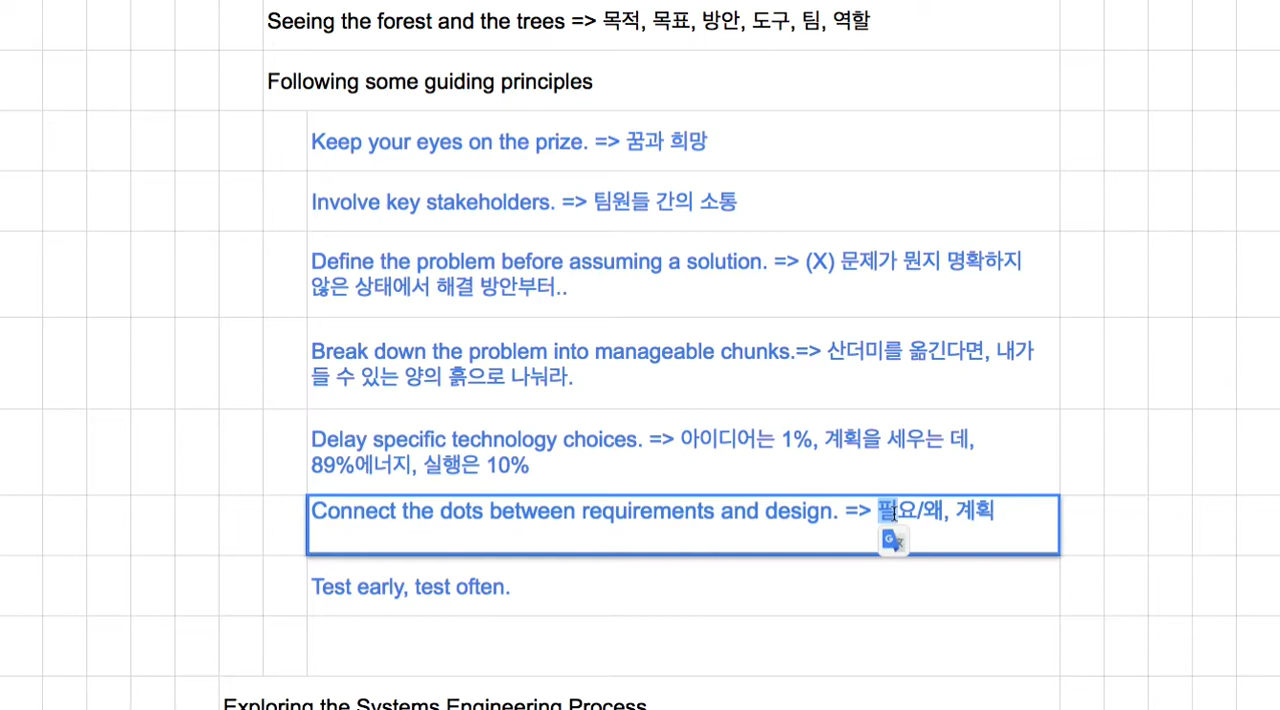 Seeing the forest and the trees => 목적, 목표, 방안, 도구, 팀, 역할
Following some guiding principles
Keep your eyes on the prize. => 꿈과 희망
Involve key stakeholders. => 팀원들 간의 소통
Define the problem before assuming a solution. => (X) 문제가 뭔지 명확하지
않은 상태에서 해결 방안부터..
Break down the problem into manageable chunks.=> 산더미를 옮긴다면, 내가
들 수 있는 양의 흙으로 나눠라.
Delay specific technology choices. => 아이디어는 1%, 계획을 세우는 데,
89%에너지, 실행은 10%
Connect the dots between requirements and design. => 필요/왜, 계획
Test early, test often.
Exploring the Systems Engineering Process